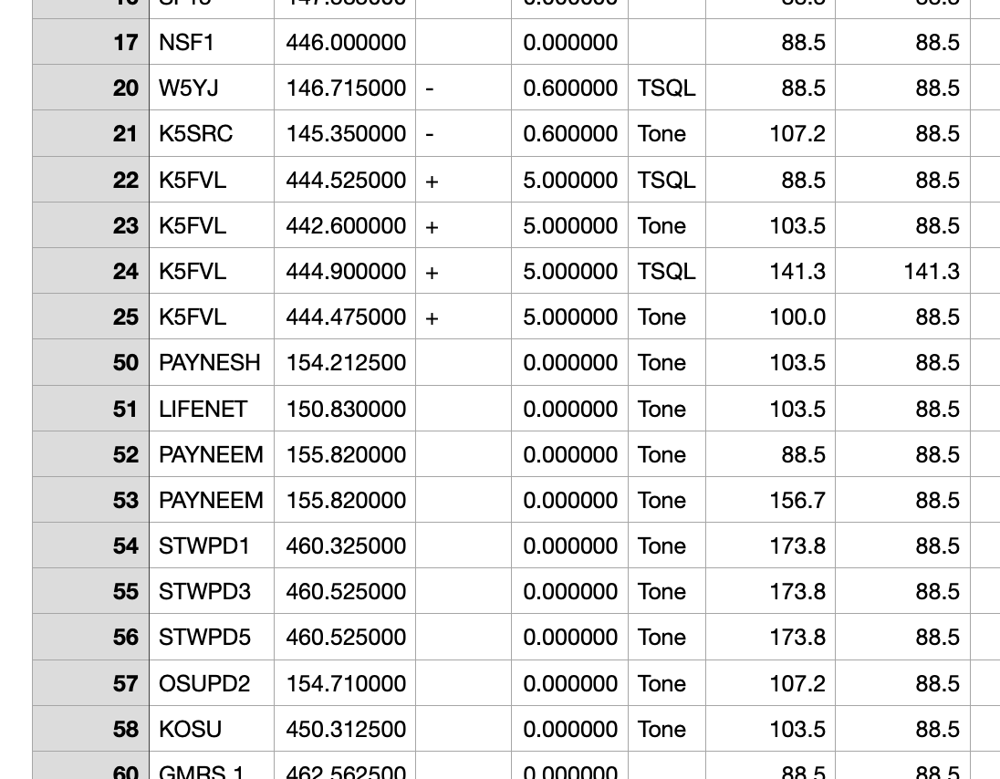 17 NSF1 446.000000 0.000000 88.5 88.5
20 W5YJ 146.715000 - 0.600000 TSQL 88.5 88.5
21 K5SRC 145.350000 - 0.600000 Tone 107.2 88.5
22 K5FVL 444.525000 + 5.000000 TSQL 88.5 88.5
23 K5FVL 442.600000 + 5.000000 Tone 103.5 88.5
24 K5FVL 444.900000 + 5.000000 TSQL 141.3 141.3
25 K5FVL 444.475000 + 5.000000 Tone 100.0 88.5
50 PAYNESH 154.212500 0.000000 Tone 103.5 88.5
51 LIFENET 150.830000 0.000000 Tone 103.5 88.5
52 PAYNEEM 155.820000 0.000000 Tone 88.5 88.5
53 PAYNEEM 155.820000 0.000000 Tone 156.7 88.5
54 STWPD1 460.325000 0.000000 Tone 173.8 88.5
55 STWPD3 460.525000 0.000000 Tone 173.8 88.5
56 STWPD5 460.525000 0.000000 Tone 173.8 88.5
57 OSUPD2 154.710000 0.000000 Tone 107.2 88.5
58 KOSU 450.312500 0.000000 Tone 103.5 88.5
60 GMRS 1 462.562500 0.000000 88.5 88.5